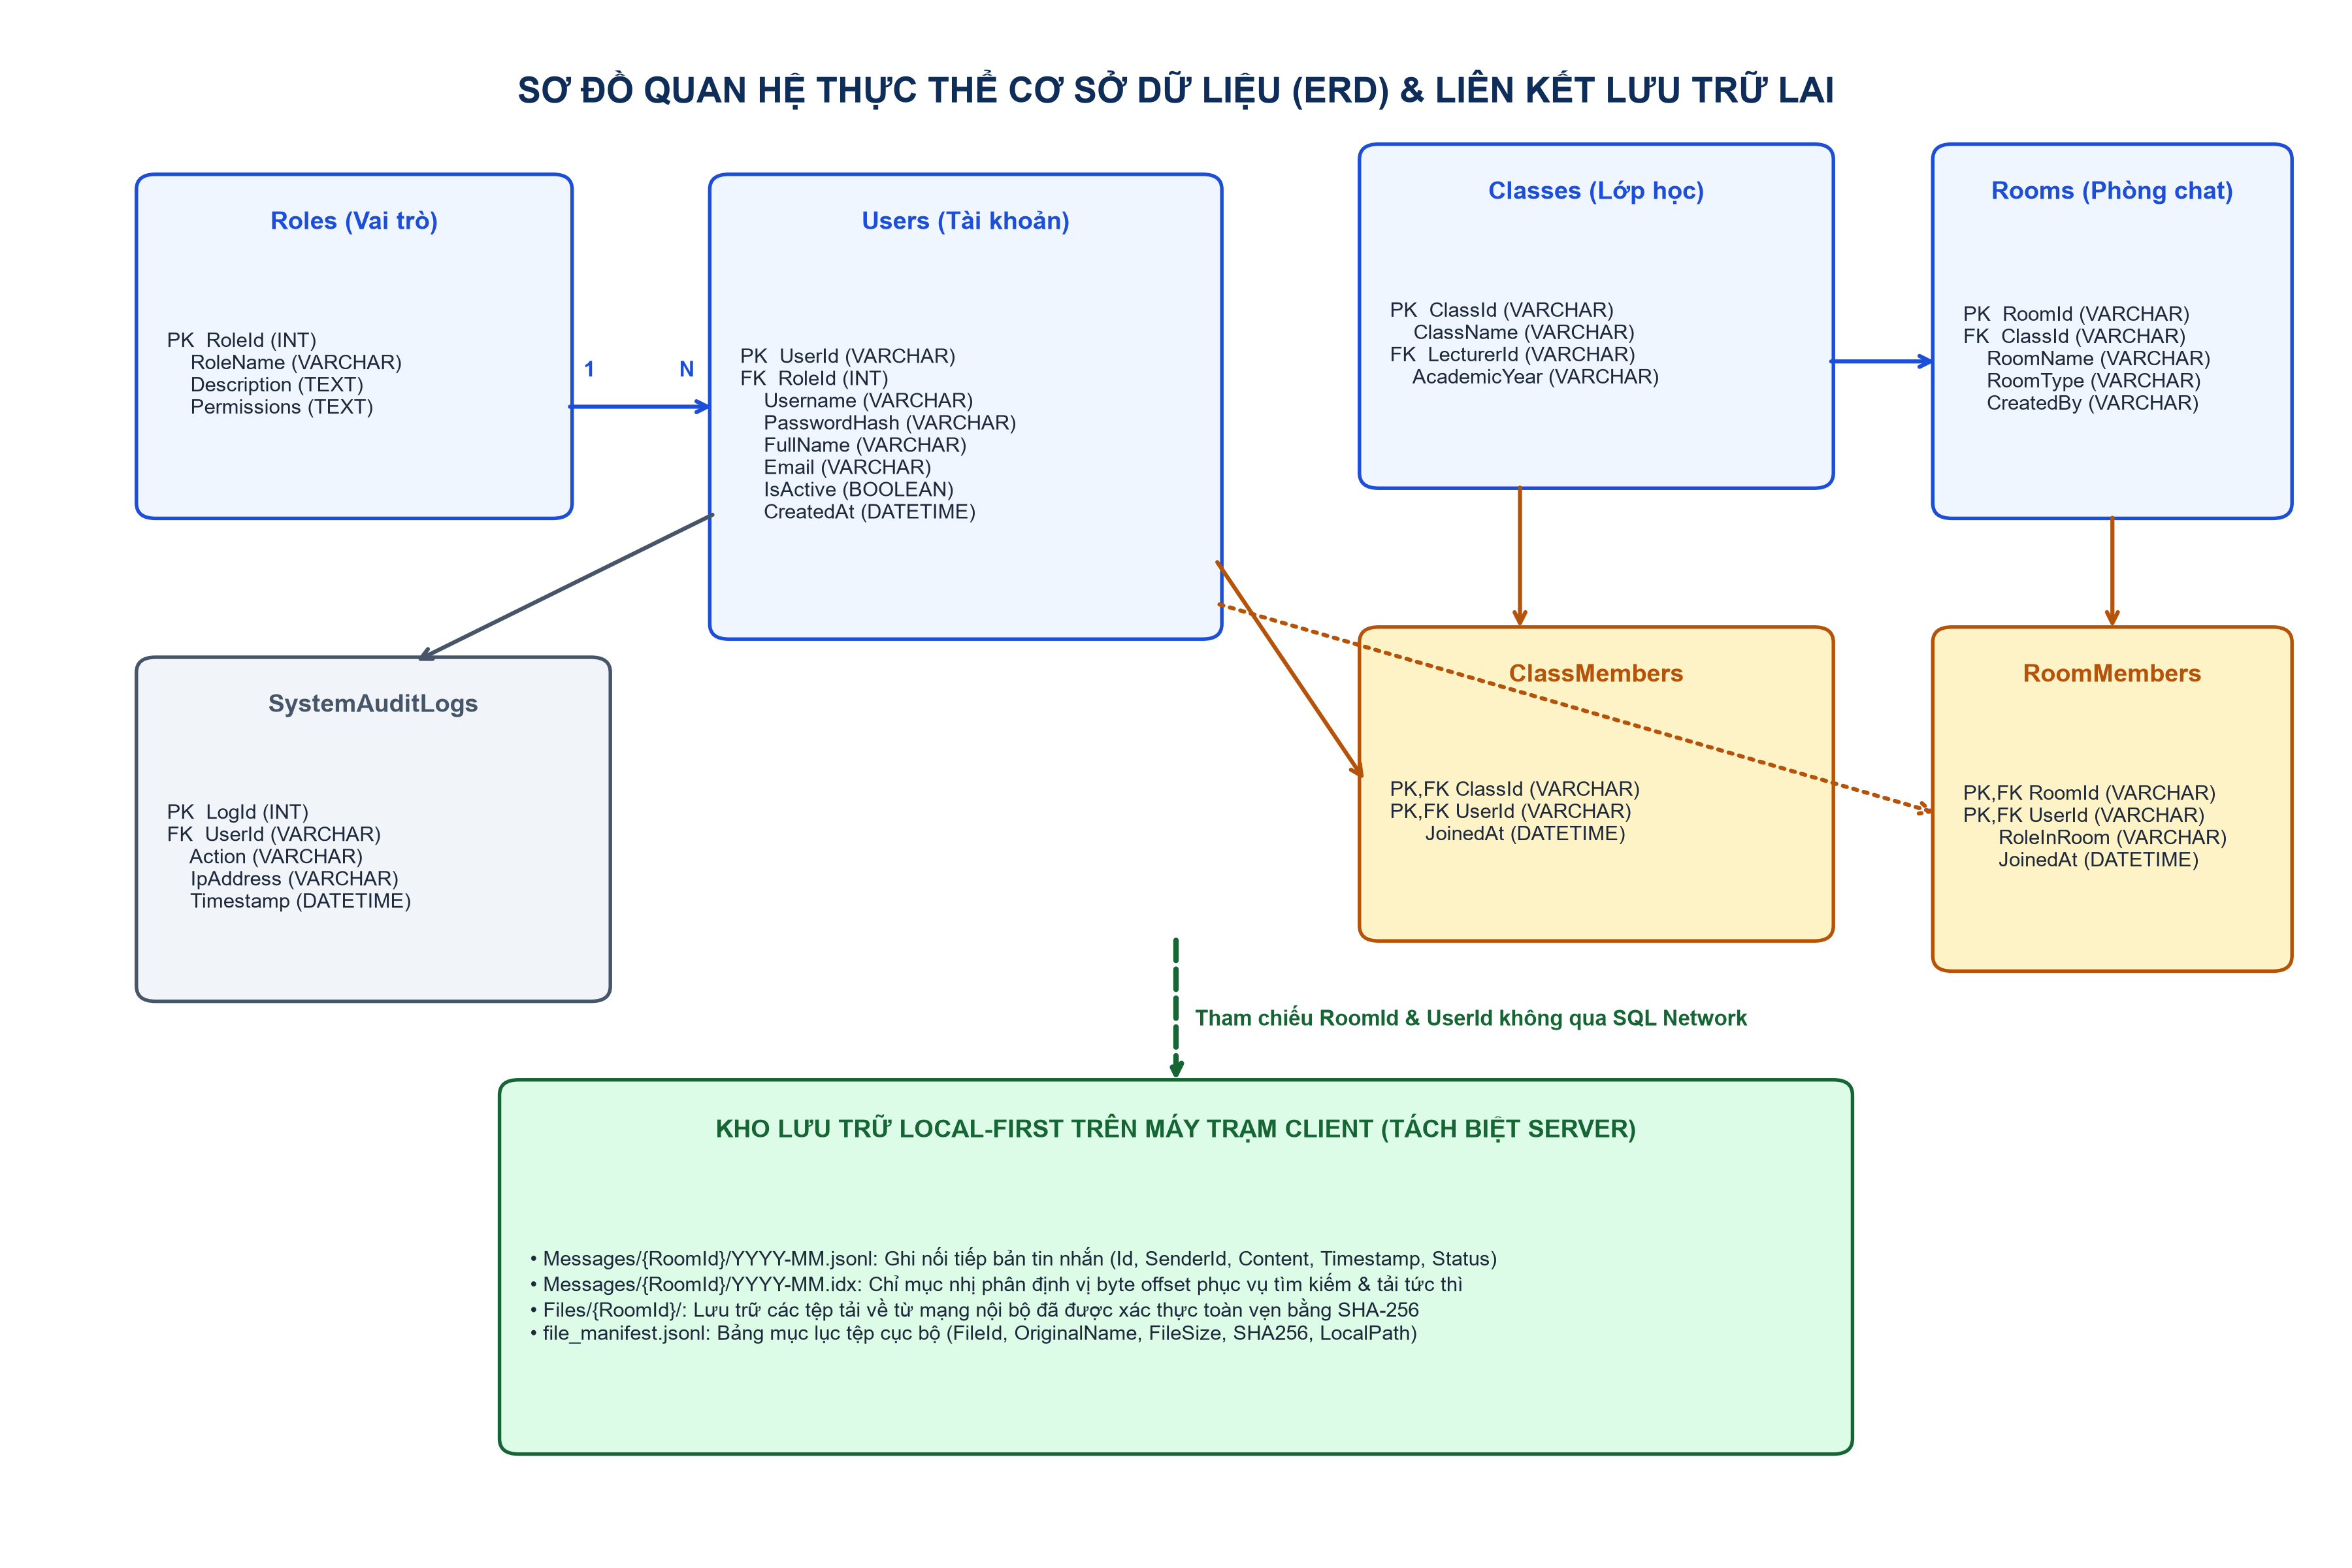 SƠ ĐỒ QUAN HỆ THỰC THỂ CƠ SỞ DỮ LIỆU (ERD) & LIÊN KẾT LƯU TRỮ LAI
Roles (Vai trò)
PK  RoleId (INT)
RoleName (VARCHAR)
Description (TEXT)
Permissions (TEXT)
1
N
Users (Tài khoản)
PK  UserId (VARCHAR)
FK  RoleId (INT)
Username (VARCHAR)
PasswordHash (VARCHAR)
FullName (VARCHAR)
Email (VARCHAR)
IsActive (BOOLEAN)
CreatedAt (DATETIME)
Classes (Lớp học)
PK  ClassId (VARCHAR)
ClassName (VARCHAR)
FK  LecturerId (VARCHAR)
AcademicYear (VARCHAR)
Rooms (Phòng chat)
PK  RoomId (VARCHAR)
FK  ClassId (VARCHAR)
RoomName (VARCHAR)
RoomType (VARCHAR)
CreatedBy (VARCHAR)
SystemAuditLogs
PK  LogId (INT)
FK  UserId (VARCHAR)
Action (VARCHAR)
IpAddress (VARCHAR)
Timestamp (DATETIME)
ClassMembers
PK,FK ClassId (VARCHAR)
PK,FK UserId (VARCHAR)
JoinedAt (DATETIME)
RoomMembers
PK,FK RoomId (VARCHAR)
PK,FK UserId (VARCHAR)
RoleInRoom (VARCHAR)
JoinedAt (DATETIME)
Tham chiếu RoomId & UserId không qua SQL Network
KHO LƯU TRỮ LOCAL-FIRST TRÊN MÁY TRẠM CLIENT (TÁCH BIỆT SERVER)
• Messages/{RoomId}/YYYY-MM.jsonl: Ghi nối tiếp bản tin nhắn (Id, SenderId, Content, Timestamp, Status)
• Messages/{RoomId}/YYYY-MM.idx: Chỉ mục nhị phân định vị byte offset phục vụ tìm kiếm & tải tức thì
• Files/{RoomId}/: Lưu trữ các tệp tải về từ mạng nội bộ đã được xác thực toàn vẹn bằng SHA-256
• file_manifest.jsonl: Bảng mục lục tệp cục bộ (FileId, OriginalName, FileSize, SHA256, LocalPath)